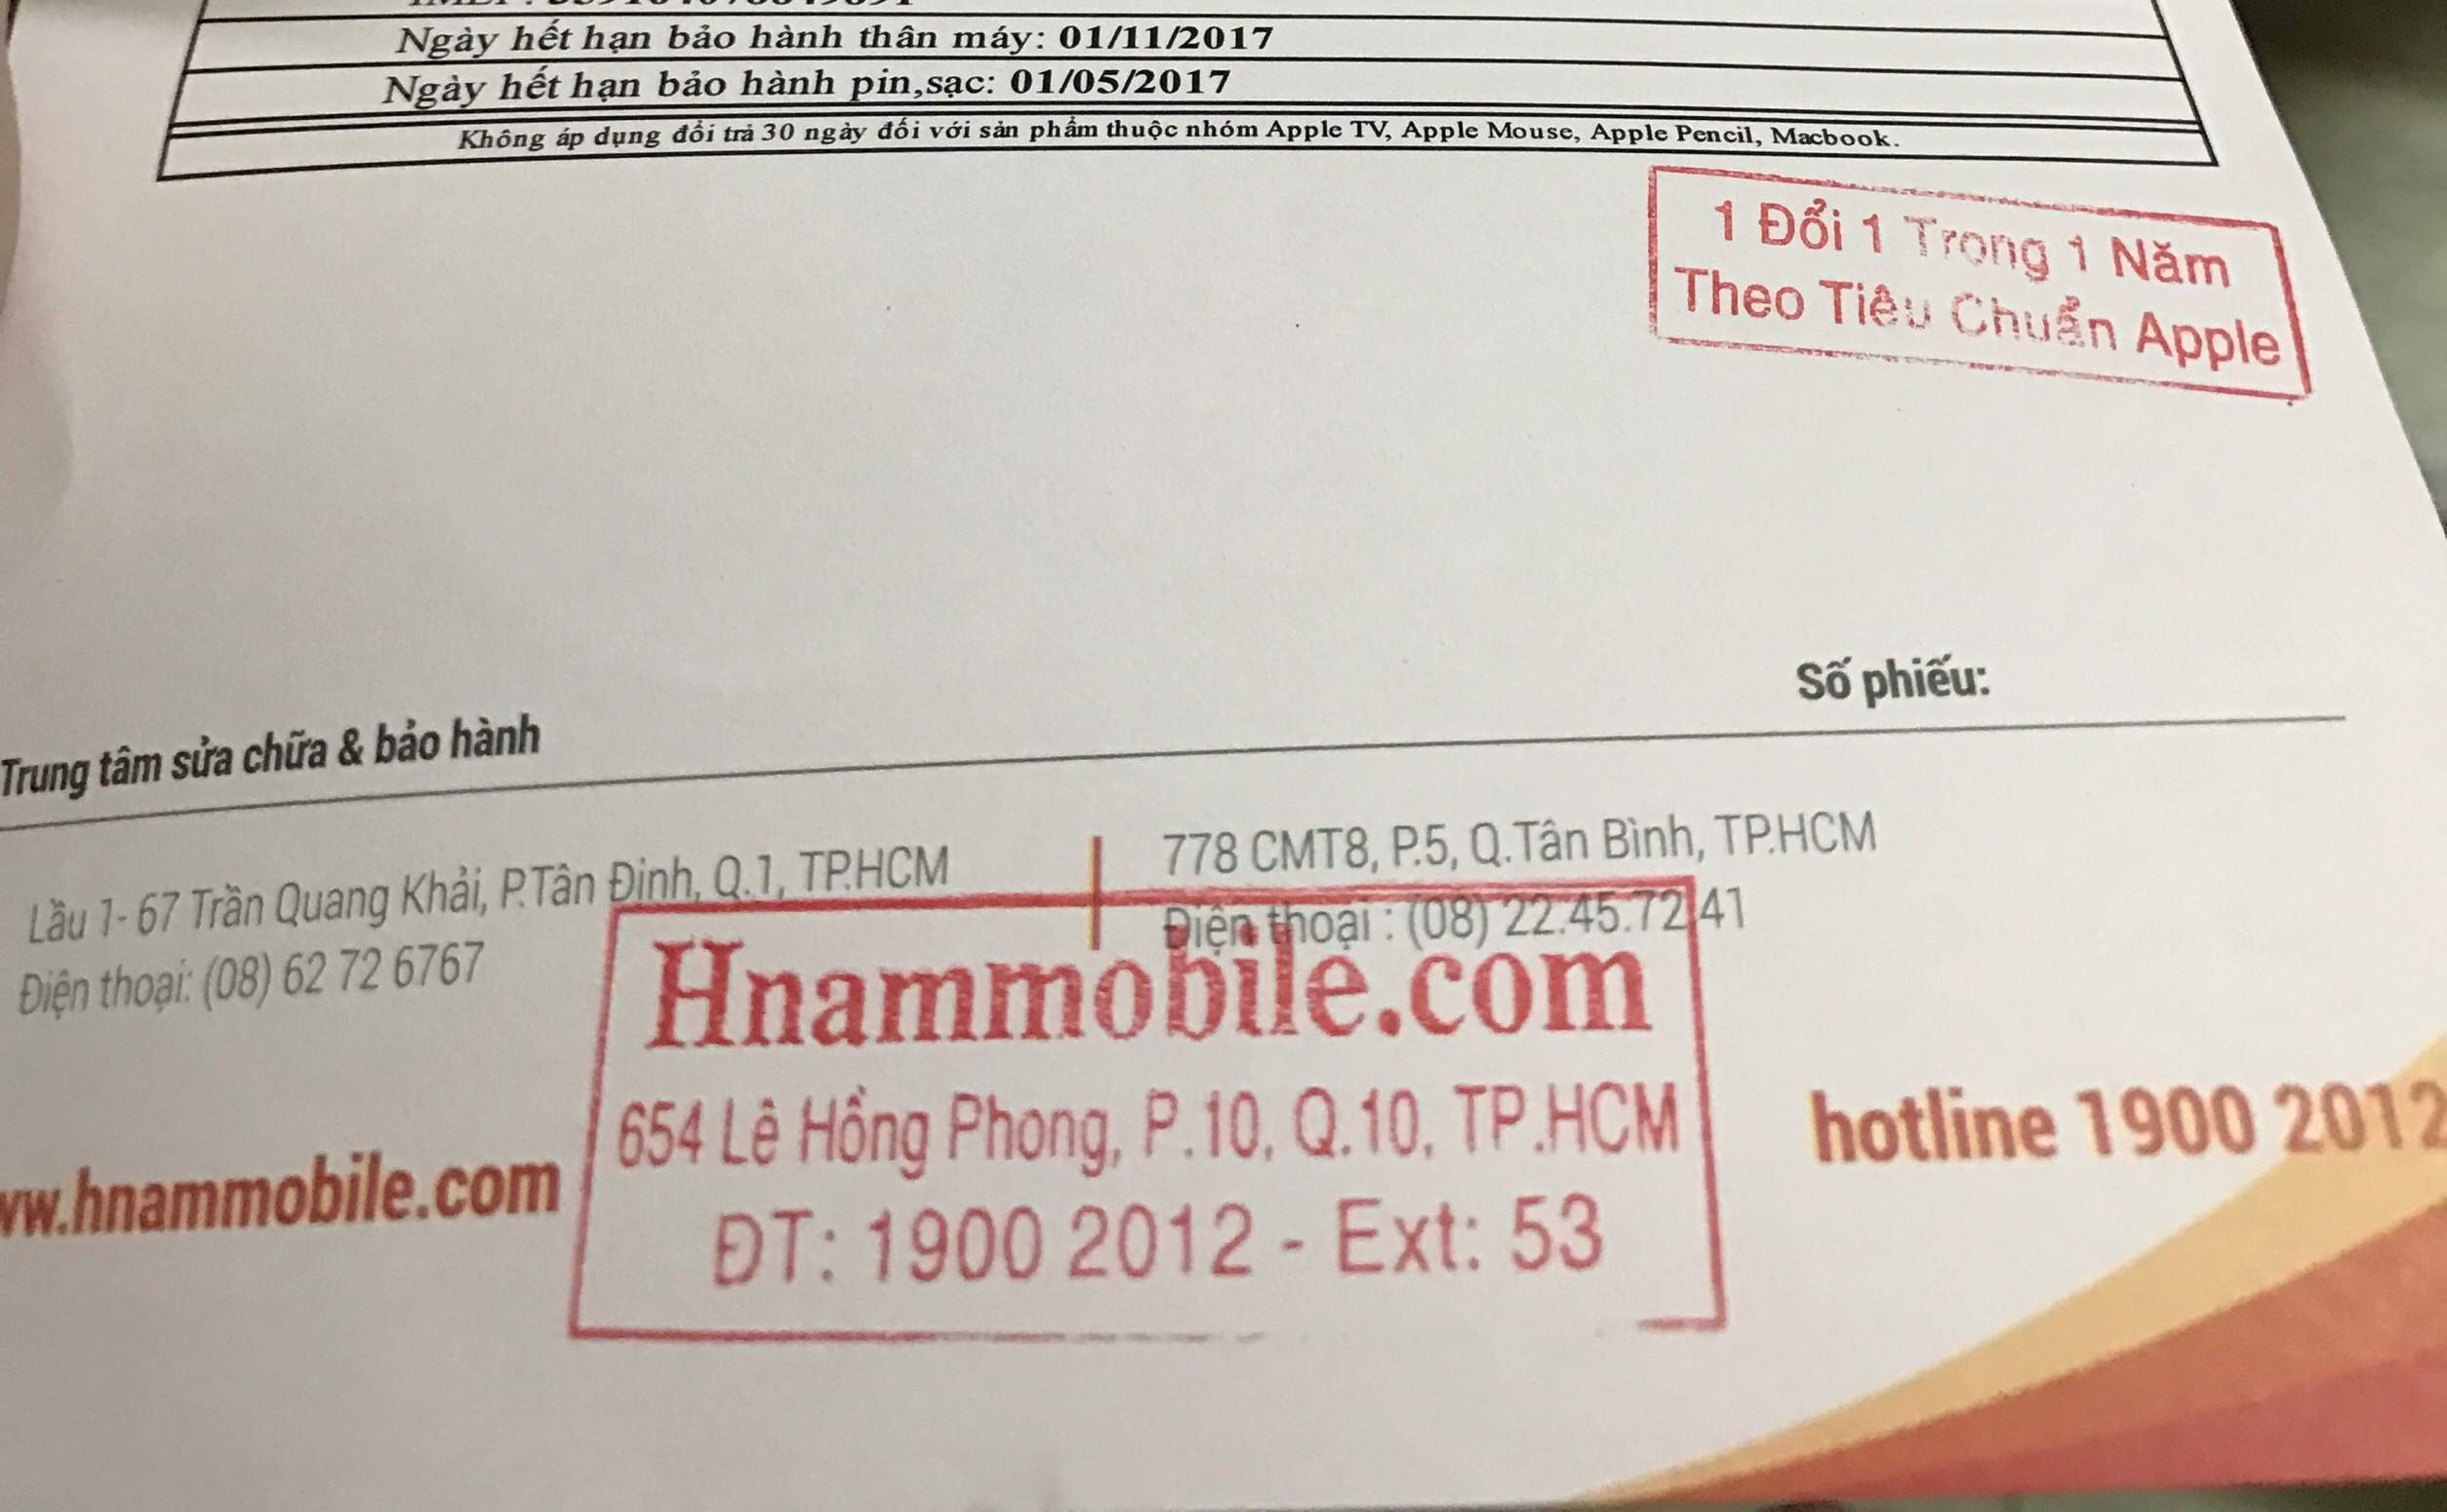 Ngày hết hạn bảo hành thân máy: 01/11/2017
Ngày hết hạn bảo hành pin,sạc: 01/05/2017
Không áp dụng đổi trả 30 ngày đối với sản phẩm thuộc nhóm Apple TV, Apple Mouse, Apple Pencil, Macbook.
1 Đổi 1 Trong 1 Năm
Theo Tiêu Chuẩn Apple
Số phiếu:
Trung tâm sửa chữa & bảo hành
Lầu 1- 67 Trần Quang Khải, P.Tân Định, Q.1, TP.HCM
Điện thoại: (08) 62 72 6767
778 CMT8, P.5, Q.Tân Bình, TP.HCM
Điện thoại : (08) 22.45.72.41
Hnammobile.com
654 Lê Hồng Phong, P.10, Q.10, TP.HCM
ĐT: 1900 2012 - Ext: 53
w.hnammobile.com
hotline 1900 2012